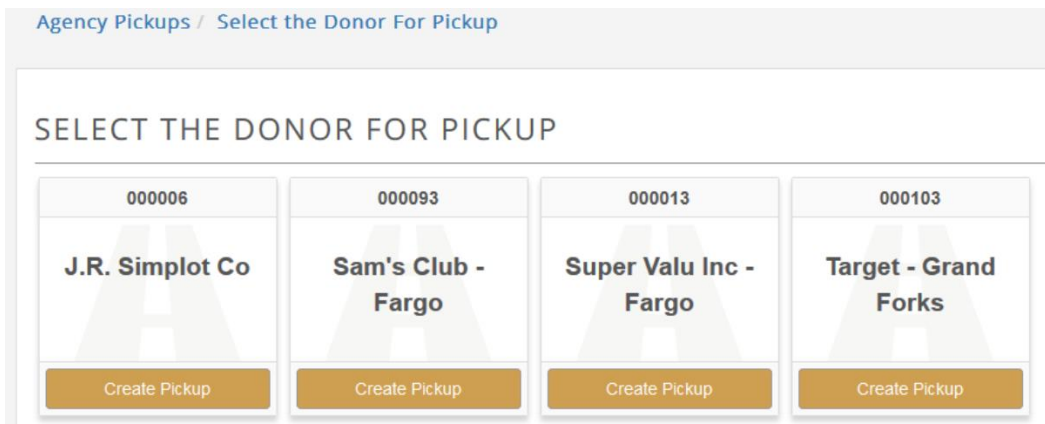 Agency Pickups / Select the Donor For Pickup
SELECT THE DONOR FOR PICKUP
000006
J.R. Simplot Co
Create Pickup
000093
Sam's Club -
Fargo
Create Pickup
000013
Super Valu Inc -
Fargo
Create Pickup
000103
Target - Grand
Forks
Create Pickup